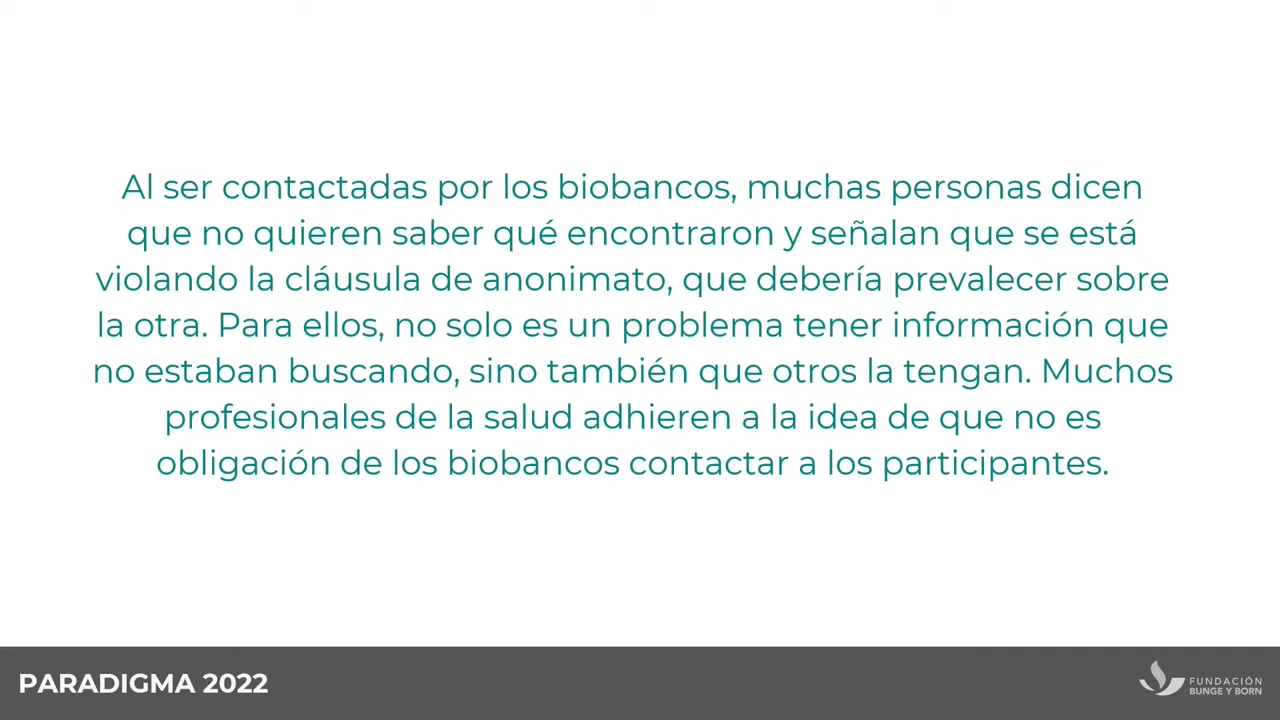 Al ser contactadas por los biobancos, muchas personas dicen
que no quieren saber qué encontraron y señalan que se está
violando la cláusula de anonimato, que debería prevalecer sobre
la otra. Para ellos, no solo es un problema tener información que
no estaban buscando, sino también que otros la tengan. Muchos
profesionales de la salud adhieren a la idea de que no es
obligación de los biobancos contactar a los participantes.
PARADIGMA 2022
FUNDACIÓN
BUNGE Y BORN